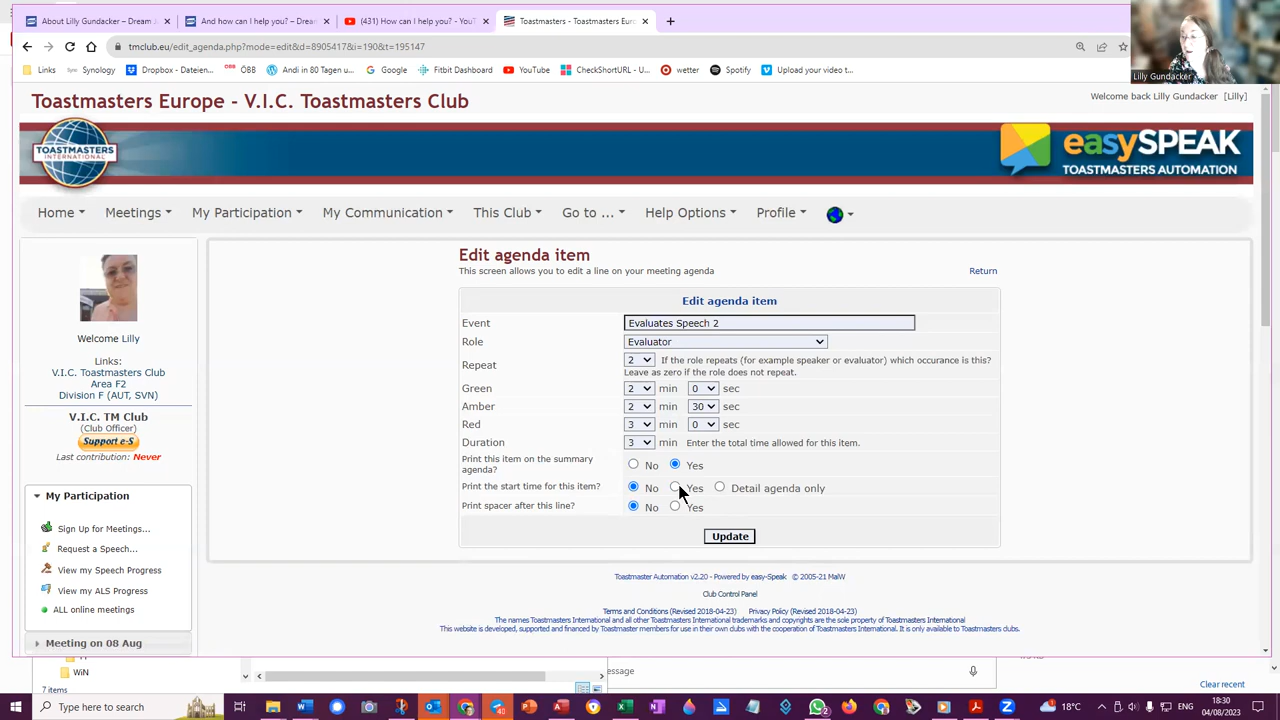 About Lilly Gundacker – Dream
And how can I help you? – Drea
(431) How can I help you? - You
Toastmasters - Toastmasters Eur
tmclub.eu/edit_agenda.php?mode=edit&d=8905417&i=190&t=195147
Links
Synology
Dropbox - Dateien...
ÖBB
Andi in 80 Tagen u...
Google
Fitbit Dashboard
YouTube
CheckShortURL - U...
wetter
Spotify
Upload your video t...
Lilly Gundacker
Toastmasters Europe - V.I.C. Toastmasters Club
Welcome back Lilly Gundacker [Lilly]
TOASTMASTERS
INTERNATIONAL
easySPEAK
TOASTMASTERS AUTOMATION
Home
Meetings
My Participation
My Communication
This Club
Go to ...
Help Options
Profile
Welcome Lilly
Links:
V.I.C. Toastmasters Club
Area F2
Division F (AUT, SVN)
V.I.C. TM Club
(Club Officer)
Support e-S
Last contribution: Never
My Participation
Sign Up for Meetings...
Request a Speech...
View my Speech Progress
View my ALS Progress
ALL online meetings
Meeting on 08 Aug
Edit agenda item
This screen allows you to edit a line on your meeting agenda
Return
Edit agenda item
Event Evaluates Speech 2
Role Evaluator
Repeat 2 If the role repeats (for example speaker or evaluator) which occurance is this?
Leave as zero if the role does not repeat.
Green 2 min 0 sec
Amber 2 min 30 sec
Red 3 min 0 sec
Duration 3 min Enter the total time allowed for this item.
Print this item on the summary
agenda? No Yes
Print the start time for this item? No Yes Detail agenda only
Print spacer after this line? No Yes
Update
Toastmaster Automation v2.20 - Powered by easy-Speak © 2005-21 MalW
Club Control Panel
Terms and Conditions (Revised 2018-04-23) Privacy Policy (Revised 2018-04-23)
The names Toastmasters International and all other Toastmasters International trademarks and copyrights are the sole property of Toastmasters International.
This website is developed, supported and financed by Toastmaster members for use in their own clubs with the cooperation of Toastmasters International. It is only available to Toastmasters clubs.
WiN
7 items
essage
Clear recent
Type here to search
18°C
18:30
04/08/2023